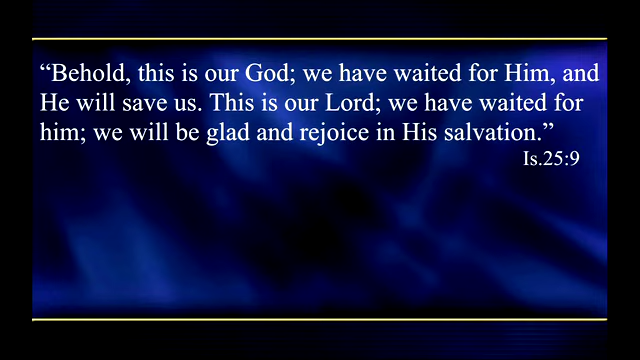 “Behold, this is our God; we have waited for Him, and
He will save us. This is our Lord; we have waited for
him; we will be glad and rejoice in His salvation.”
Is.25:9